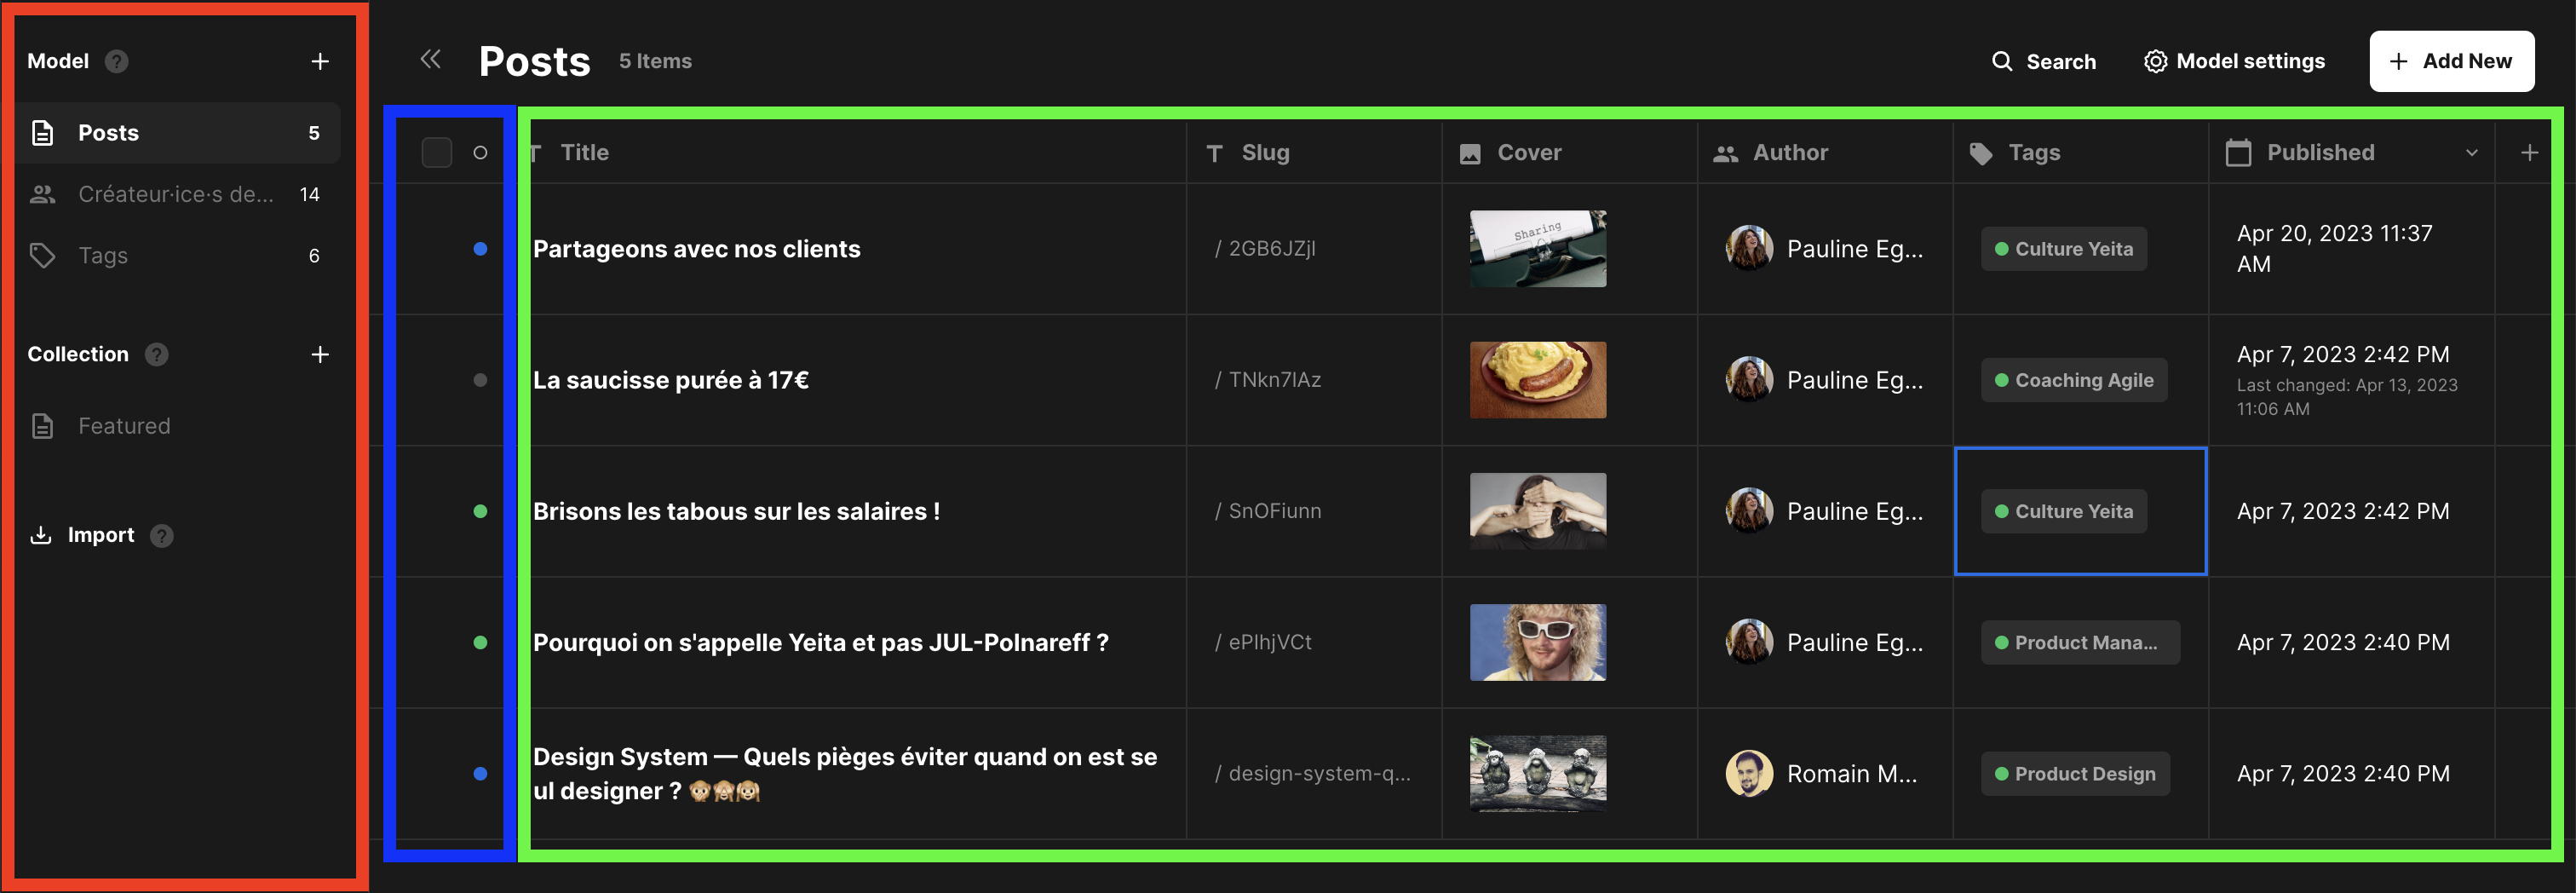 Model ?
Posts 5
Créateur·ice·s de... 14
Tags 6
Collection ?
Featured
Import ?
Posts 5 Items
Search Model settings Add New
Title Slug Cover Author Tags Published
Partageons avec nos clients / 2GB6JZjl Sharing Pauline Eg... Culture Yeita Apr 20, 2023 11:37
AM
La saucisse purée à 17€ / TNkn7lAz Pauline Eg... Coaching Agile Apr 7, 2023 2:42 PM
Last changed: Apr 13, 2023
11:06 AM
Brisons les tabous sur les salaires ! / SnOFiunn Pauline Eg... Culture Yeita Apr 7, 2023 2:42 PM
Pourquoi on s'appelle Yeita et pas JUL-Polnareff ? / ePlhjVCt Pauline Eg... Product Mana... Apr 7, 2023 2:40 PM
Design System — Quels pièges éviter quand on est se
ul designer ? 🙊🙈🙉 / design-system-q... Romain M... Product Design Apr 7, 2023 2:40 PM